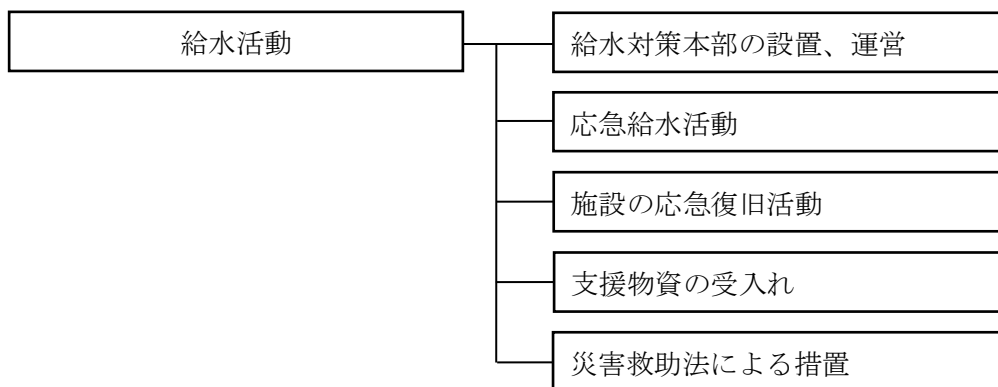 給水活動
給水対策本部の設置、運営
応急給水活動
施設の応急復旧活動
支援物資の受入れ
災害救助法による措置